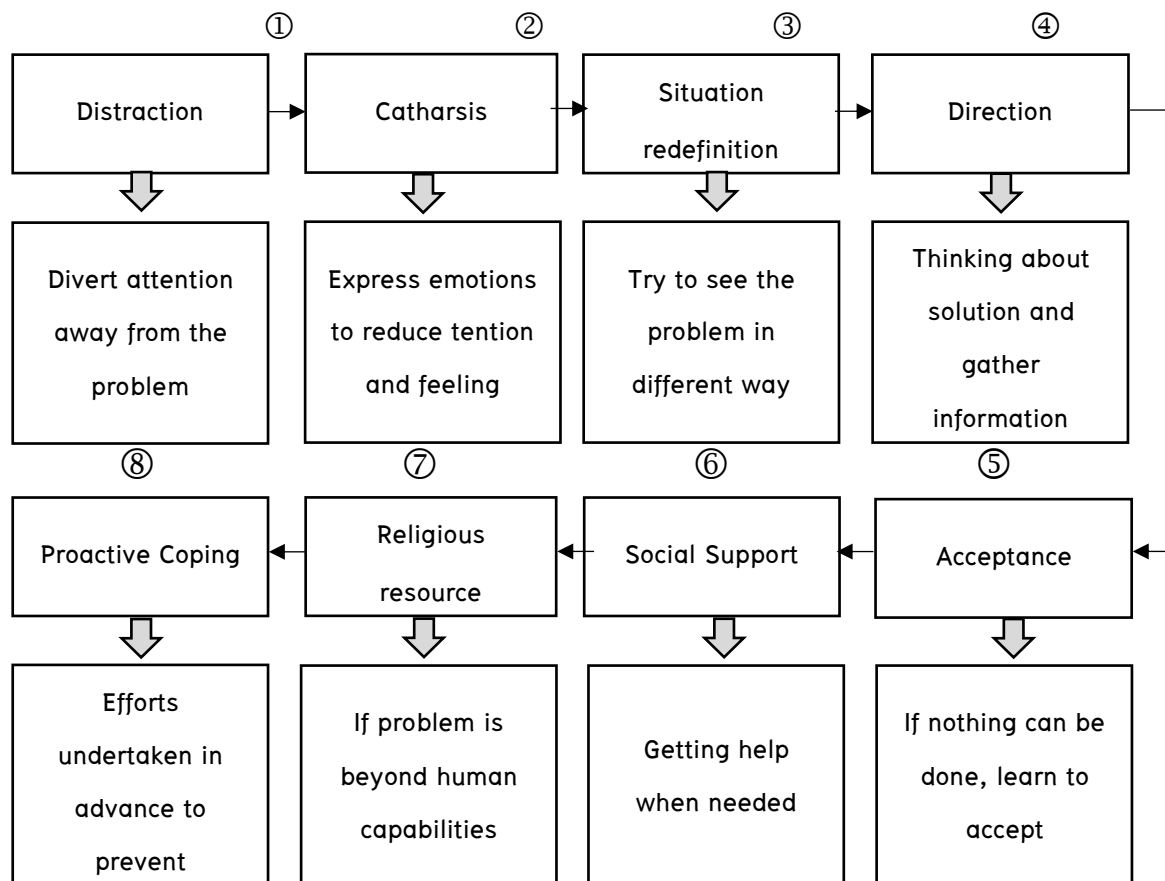 ①
②
③
④
Distraction
Catharsis
Situation
redefinition
Direction
Divert attention
away from the
problem
Express emotions
to reduce tention
and feeling
Try to see the
problem in
different way
Thinking about
solution and
gather
information
⑧
⑦
⑥
⑤
Proactive Coping
Religious
resource
Social Support
Acceptance
Efforts
undertaken in
advance to
prevent
If problem is
beyond human
capabilities
Getting help
when needed
If nothing can be
done, learn to
accept